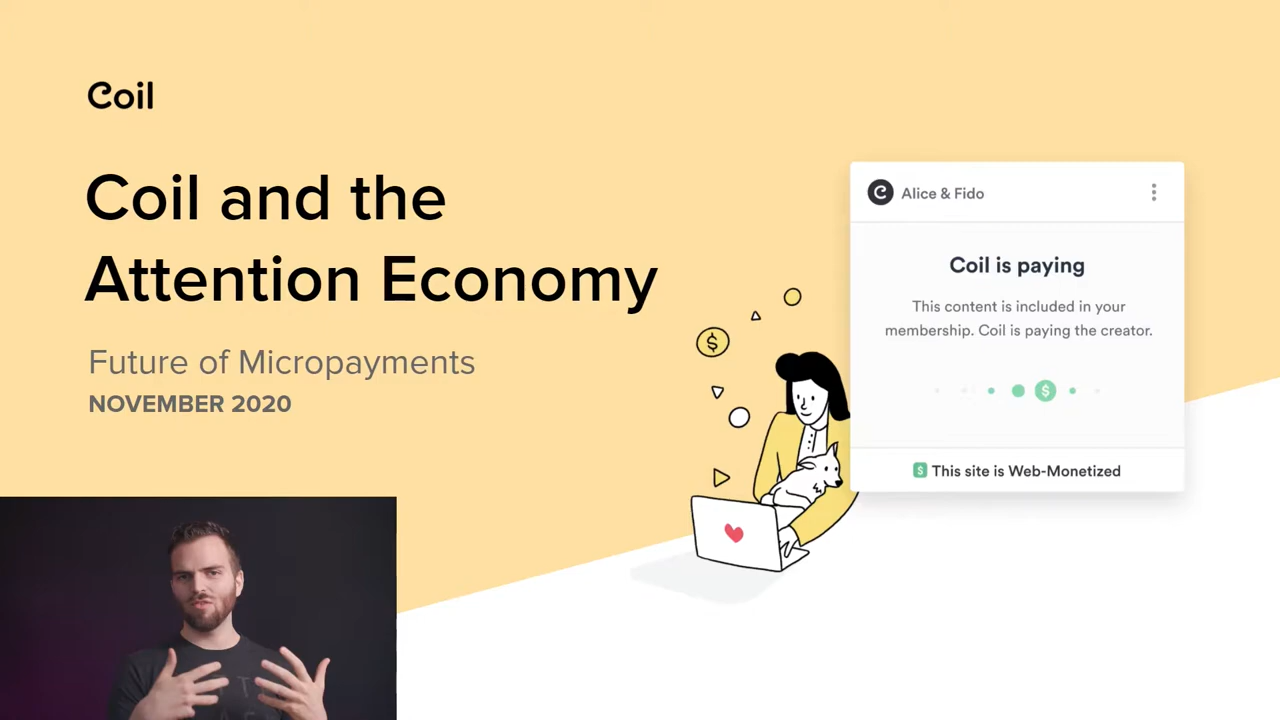 Coil
Coil and the
Attention Economy
Future of Micropayments
NOVEMBER 2020
Alice & Fido
Coil is paying
This content is included in your
membership. Coil is paying the creator.
$
$
$ This site is Web-Monetized